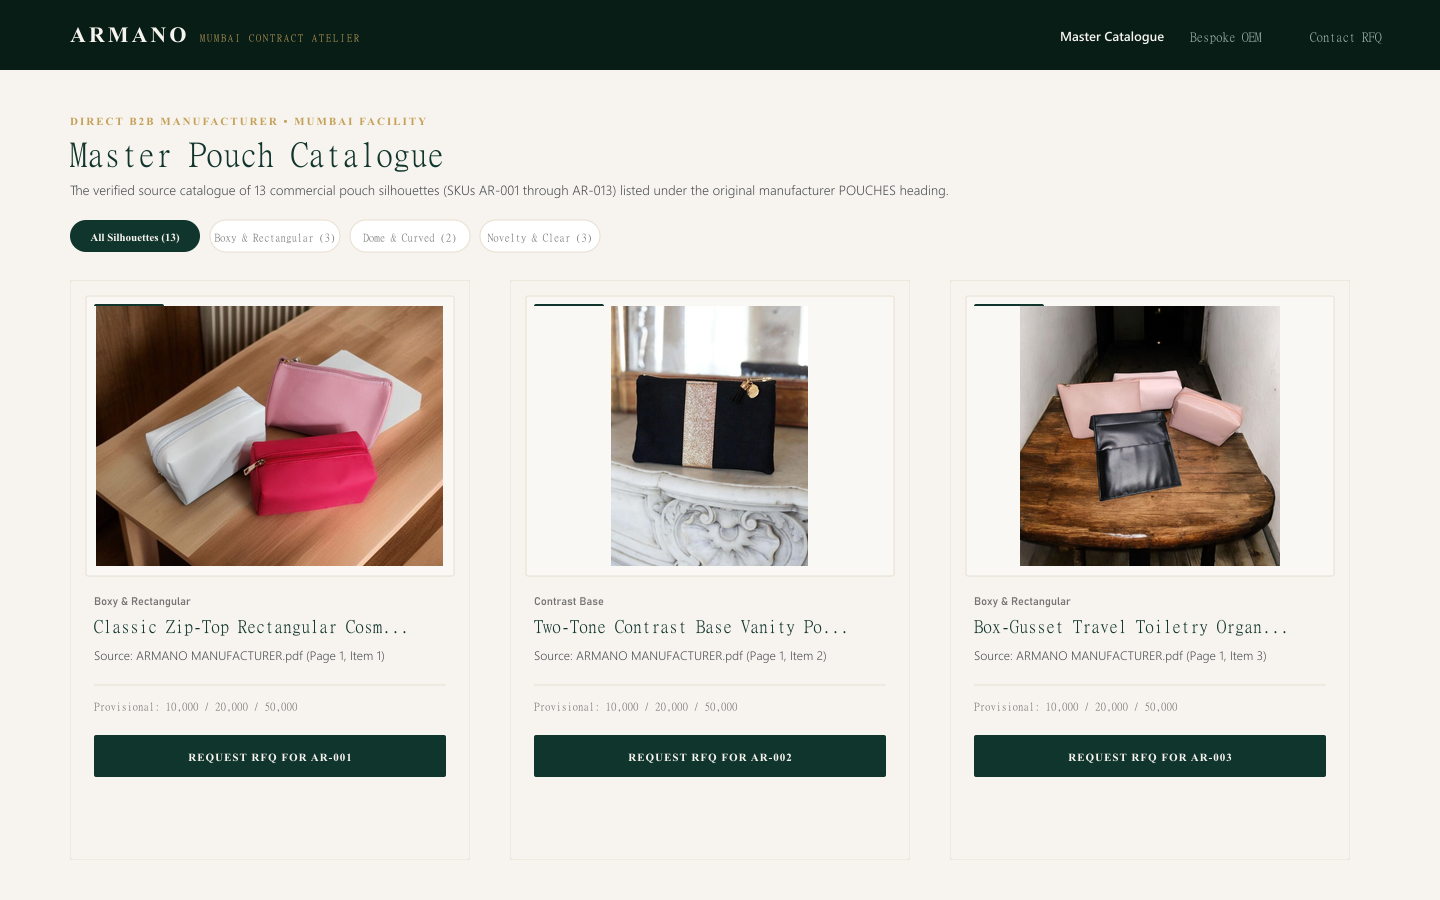 ARMANO MUMBAI CONTRACT ATELIER
Master Catalogue Bespoke OEM Contact RFQ
DIRECT B2B MANUFACTURER • MUMBAI FACILITY
Master Pouch Catalogue
The verified source catalogue of 13 commercial pouch silhouettes (SKUs AR-001 through AR-013) listed under the original manufacturer POUCHES heading.
All Silhouettes (13) Boxy & Rectangular (3) Dome & Curved (2) Novelty & Clear (3)
Boxy & Rectangular
Classic Zip-Top Rectangular Cosm...
Source: ARMANO MANUFACTURER.pdf (Page 1, Item 1)
Provisional: 10,000 / 20,000 / 50,000
REQUEST RFQ FOR AR-001
Contrast Base
Two-Tone Contrast Base Vanity Po...
Source: ARMANO MANUFACTURER.pdf (Page 1, Item 2)
Provisional: 10,000 / 20,000 / 50,000
REQUEST RFQ FOR AR-002
Boxy & Rectangular
Box-Gusset Travel Toiletry Organ...
Source: ARMANO MANUFACTURER.pdf (Page 1, Item 3)
Provisional: 10,000 / 20,000 / 50,000
REQUEST RFQ FOR AR-003